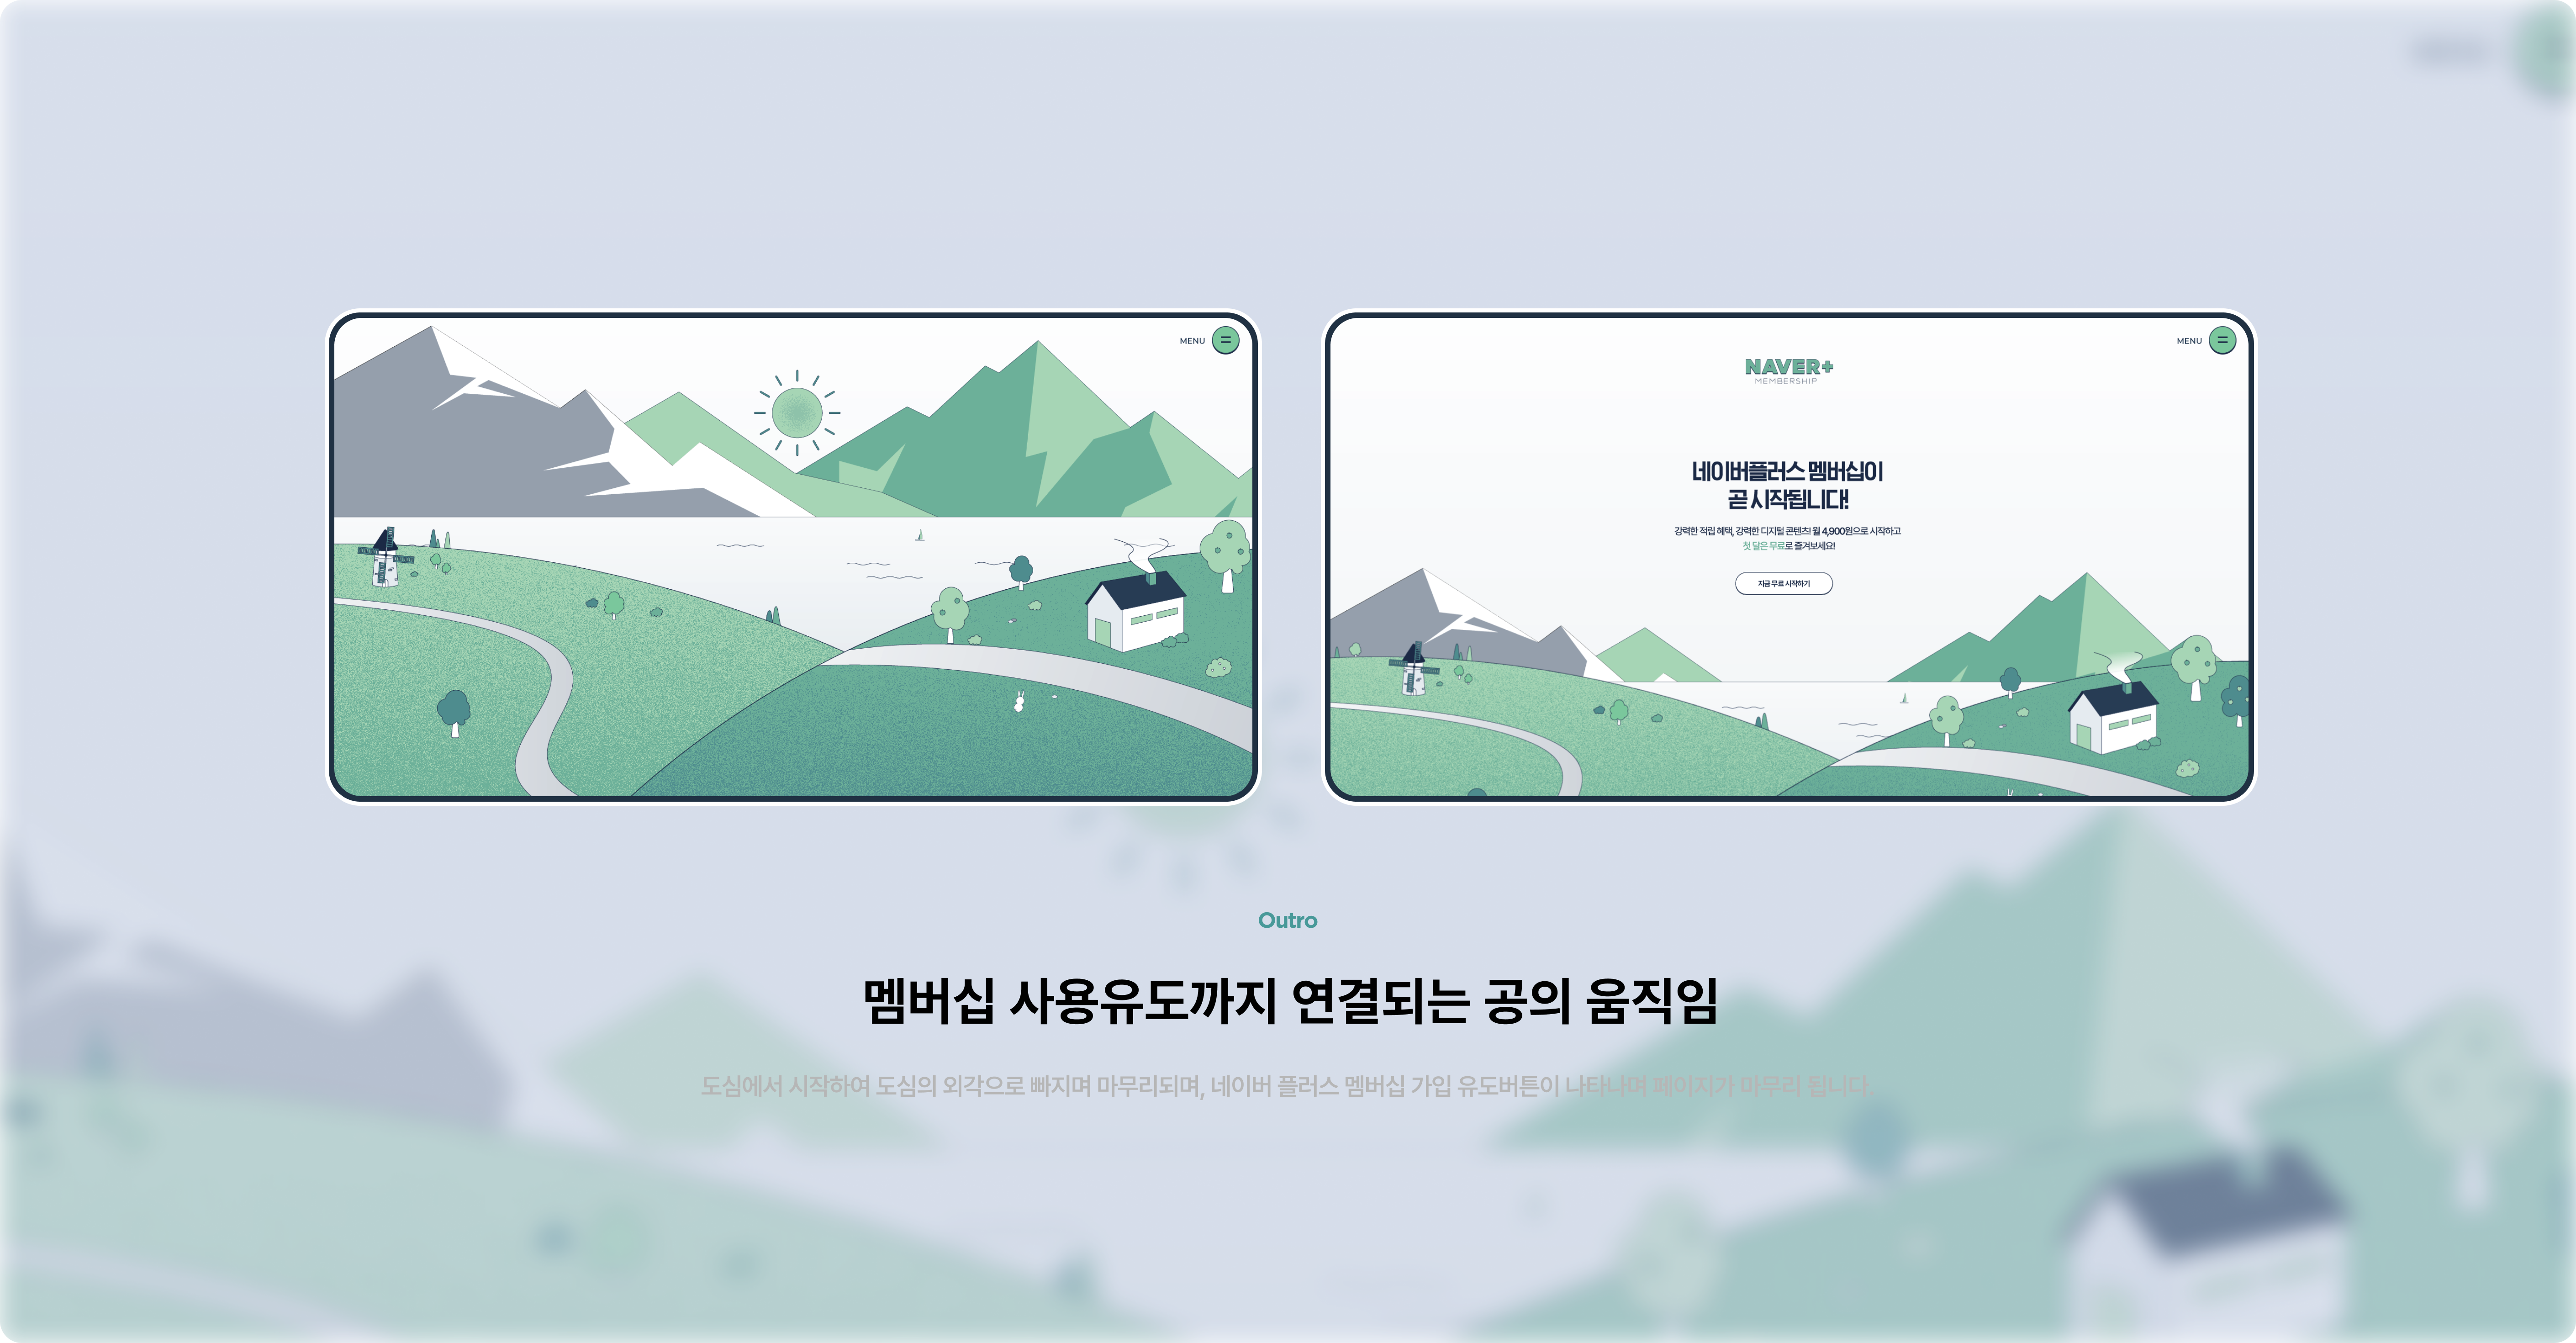 MENU
MENU
NAVER+
MEMBERSHIP
네이버플러스 멤버십이
곧 시작됩니다!
강력한 적립 혜택, 강력한 디지털 콘텐츠! 월 4,900원으로 시작하고
첫 달은 무료로 즐겨보세요!
지금 무료 시작하기
Outro
멤버십 사용유도까지 연결되는 공의 움직임
도심에서 시작하여 도심의 외각으로 빠지며 마무리되며, 네이버 플러스 멤버십 가입 유도버튼이 나타나며 페이지가 마무리 됩니다.